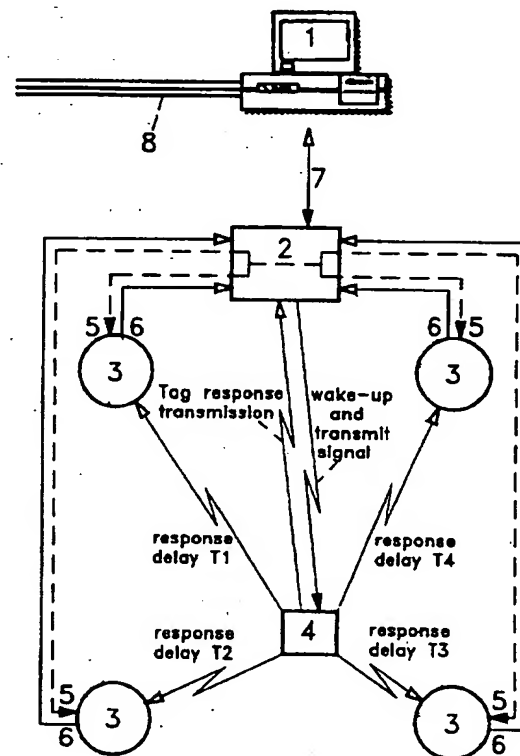 1
8
7
2
5 6
6 5
3
3
Tag response
transmission
wake-up
and
transmit
signal
response
delay T1
response
delay T4
4
response
delay T2
response
delay T3
5
6
3
3
5
6